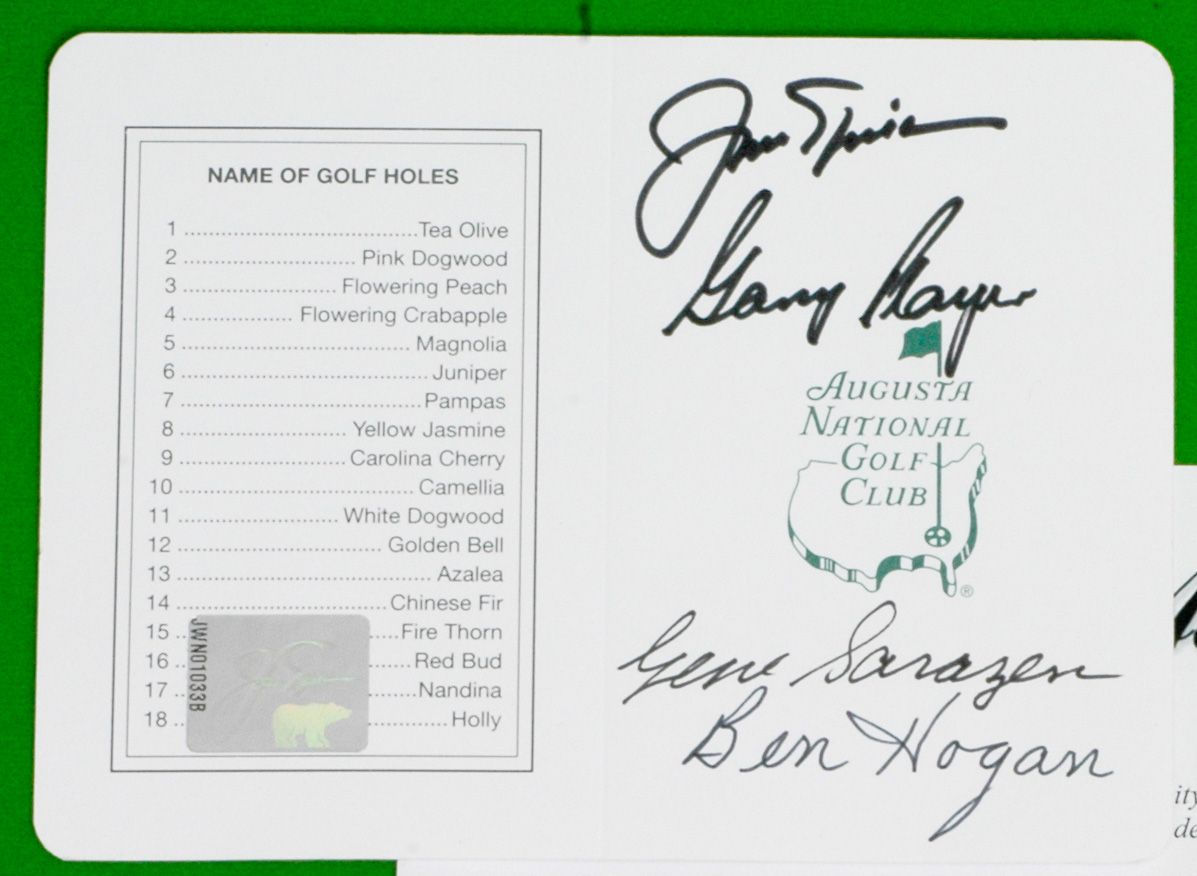 NAME OF GOLF HOLES
1 ..................................Tea Olive
2 ......................... Pink Dogwood
3 ...................... Flowering Peach
4 ................ Flowering Crabapple
5 ................................. Magnolia
6 ....................................Juniper
7 ...................................Pampas
8 ........................ Yellow Jasmine
9 ........................Carolina Cherry
10 ................................. Camellia
11 ....................... White Dogwood
12 ............................. Golden Bell
13 .................................... Azalea
14 ..............................Chinese Fir
15 .. .....Fire Thorn
16 .. ......Red Bud
17 .. .......Nandina
18 .. ............Holly
JWN01033B
Gary Player
AUGUSTA
NATIONAL
GOLF
CLUB
®
Gene Sarazen
Ben Hogan
ity
de